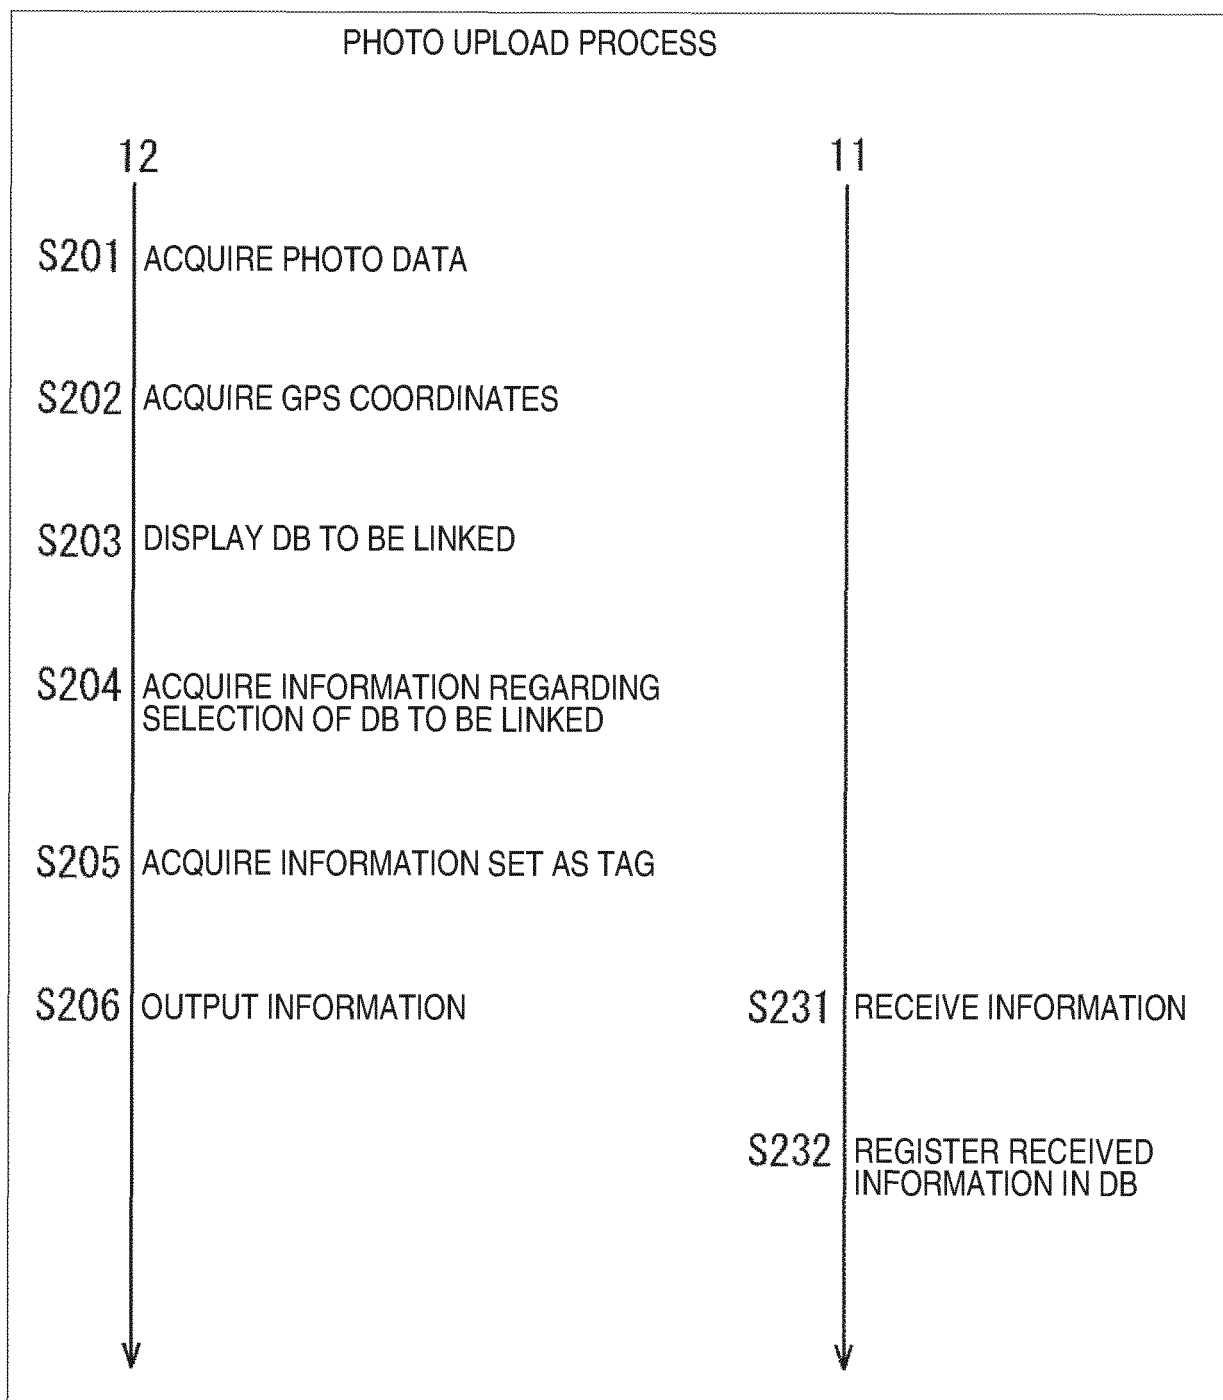 PHOTO UPLOAD PROCESS
12
11
S201 ACQUIRE PHOTO DATA
S202 ACQUIRE GPS COORDINATES
S203 DISPLAY DB TO BE LINKED
S204 ACQUIRE INFORMATION REGARDING
SELECTION OF DB TO BE LINKED
S205 ACQUIRE INFORMATION SET AS TAG
S206 OUTPUT INFORMATION
S231 RECEIVE INFORMATION
S232 REGISTER RECEIVED
INFORMATION IN DB